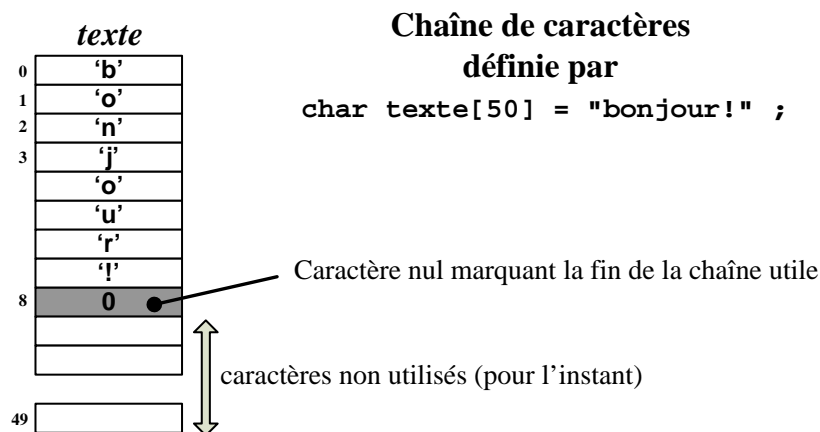 texte
Chaîne de caractères
définie par
char texte[50] = "bonjour!" ;
0 ‘b’
1 ‘o’
2 ‘n’
3 ‘j’
‘o’
‘u’
‘r’
‘!’
8 0
Caractère nul marquant la fin de la chaîne utile
caractères non utilisés (pour l’instant)
49